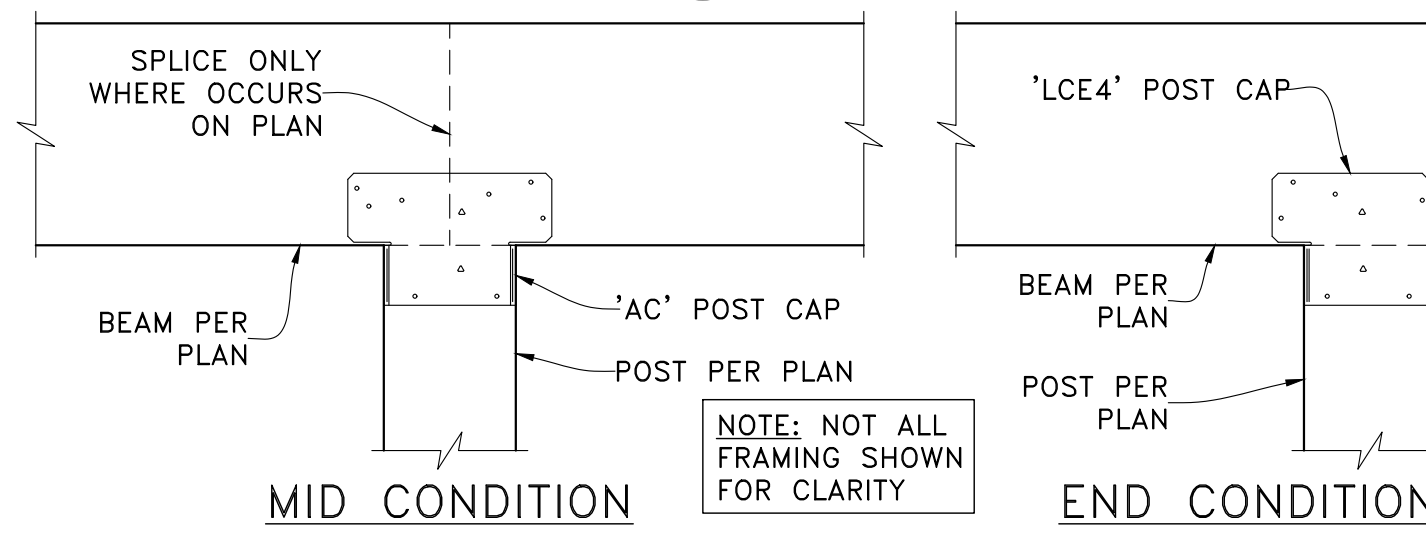 SPLICE ONLY
WHERE OCCURS
ON PLAN
BEAM PER
PLAN
'AC' POST CAP
POST PER PLAN
MID CONDITION
NOTE: NOT ALL
FRAMING SHOWN
FOR CLARITY
'LCE4' POST CAP
BEAM PER
PLAN
POST PER
PLAN
END CONDITION